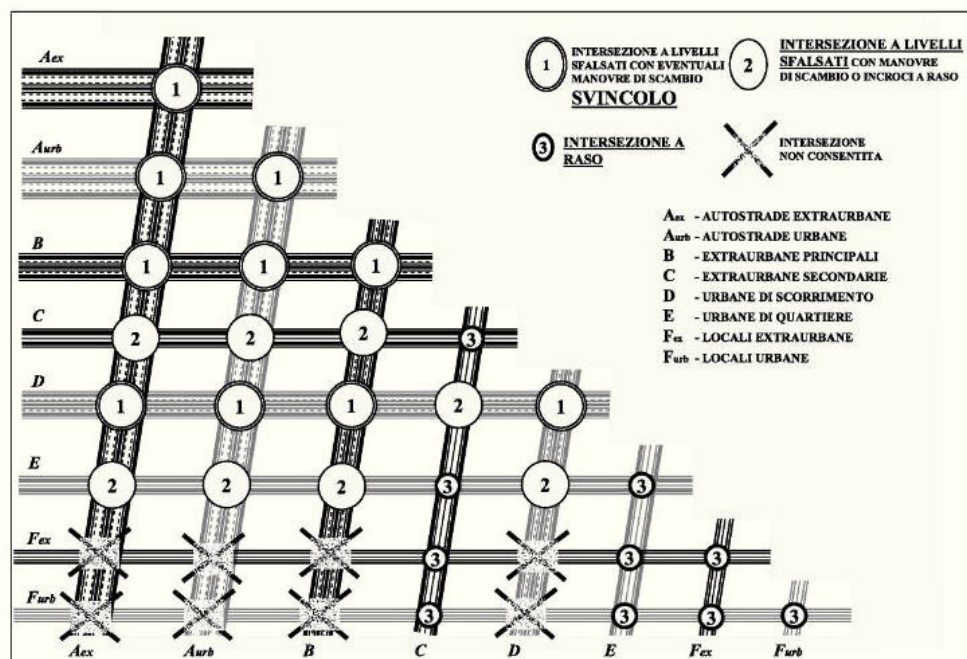 Aex
1
INTERSEZIONE A LIVELLI
SFALSATI CON EVENTUALI
MANOVRE DI SCAMBIO
SVINCOLO
1
2
INTERSEZIONE A LIVELLI
SFALSATI CON MANOVRE
DI SCAMBIO O INCROCI A RASO
3
INTERSEZIONE A
RASO
INTERSEZIONE
NON CONSENTITA
Aurb
1 1
Aex - AUTOSTRADE EXTRAURBANE
Aurb - AUTOSTRADE URBANE
B - EXTRAURBANE PRINCIPALI
C - EXTRAURBANE SECONDARIE
D - URBANE DI SCORRIMENTO
E - URBANE DI QUARTIERE
Fex - LOCALI EXTRAURBANE
Furb - LOCALI URBANE
B
1 1 1
C
2 2 2 3
D
1 1 1 2 1
E
2 2 2 3 2 3
Fex
3 3 3
Furb
3 3 3 3
Aex Aurb B C D E Fex Furb